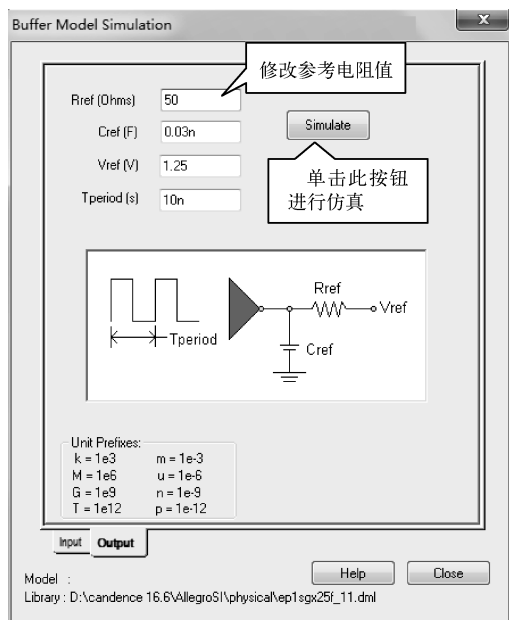 Buffer Model Simulation
x
修改参考电阻值
Rref (Ohms) 50
Cref (F) 0.03n
Simulate
Vref (V) 1.25
单击此按钮
进行仿真
Tperiod (s) 10n
Rref
Vref
Tperiod
Cref
Unit Prefixes:
k = 1e3 m = 1e-3
M = 1e6 u = 1e-6
G = 1e9 n = 1e-9
T = 1e12 p = 1e-12
Input Output
Help Close
Model :
Library : D:\candence 16.6\AllegroSI\physical\ep1sgx25f_11.dml